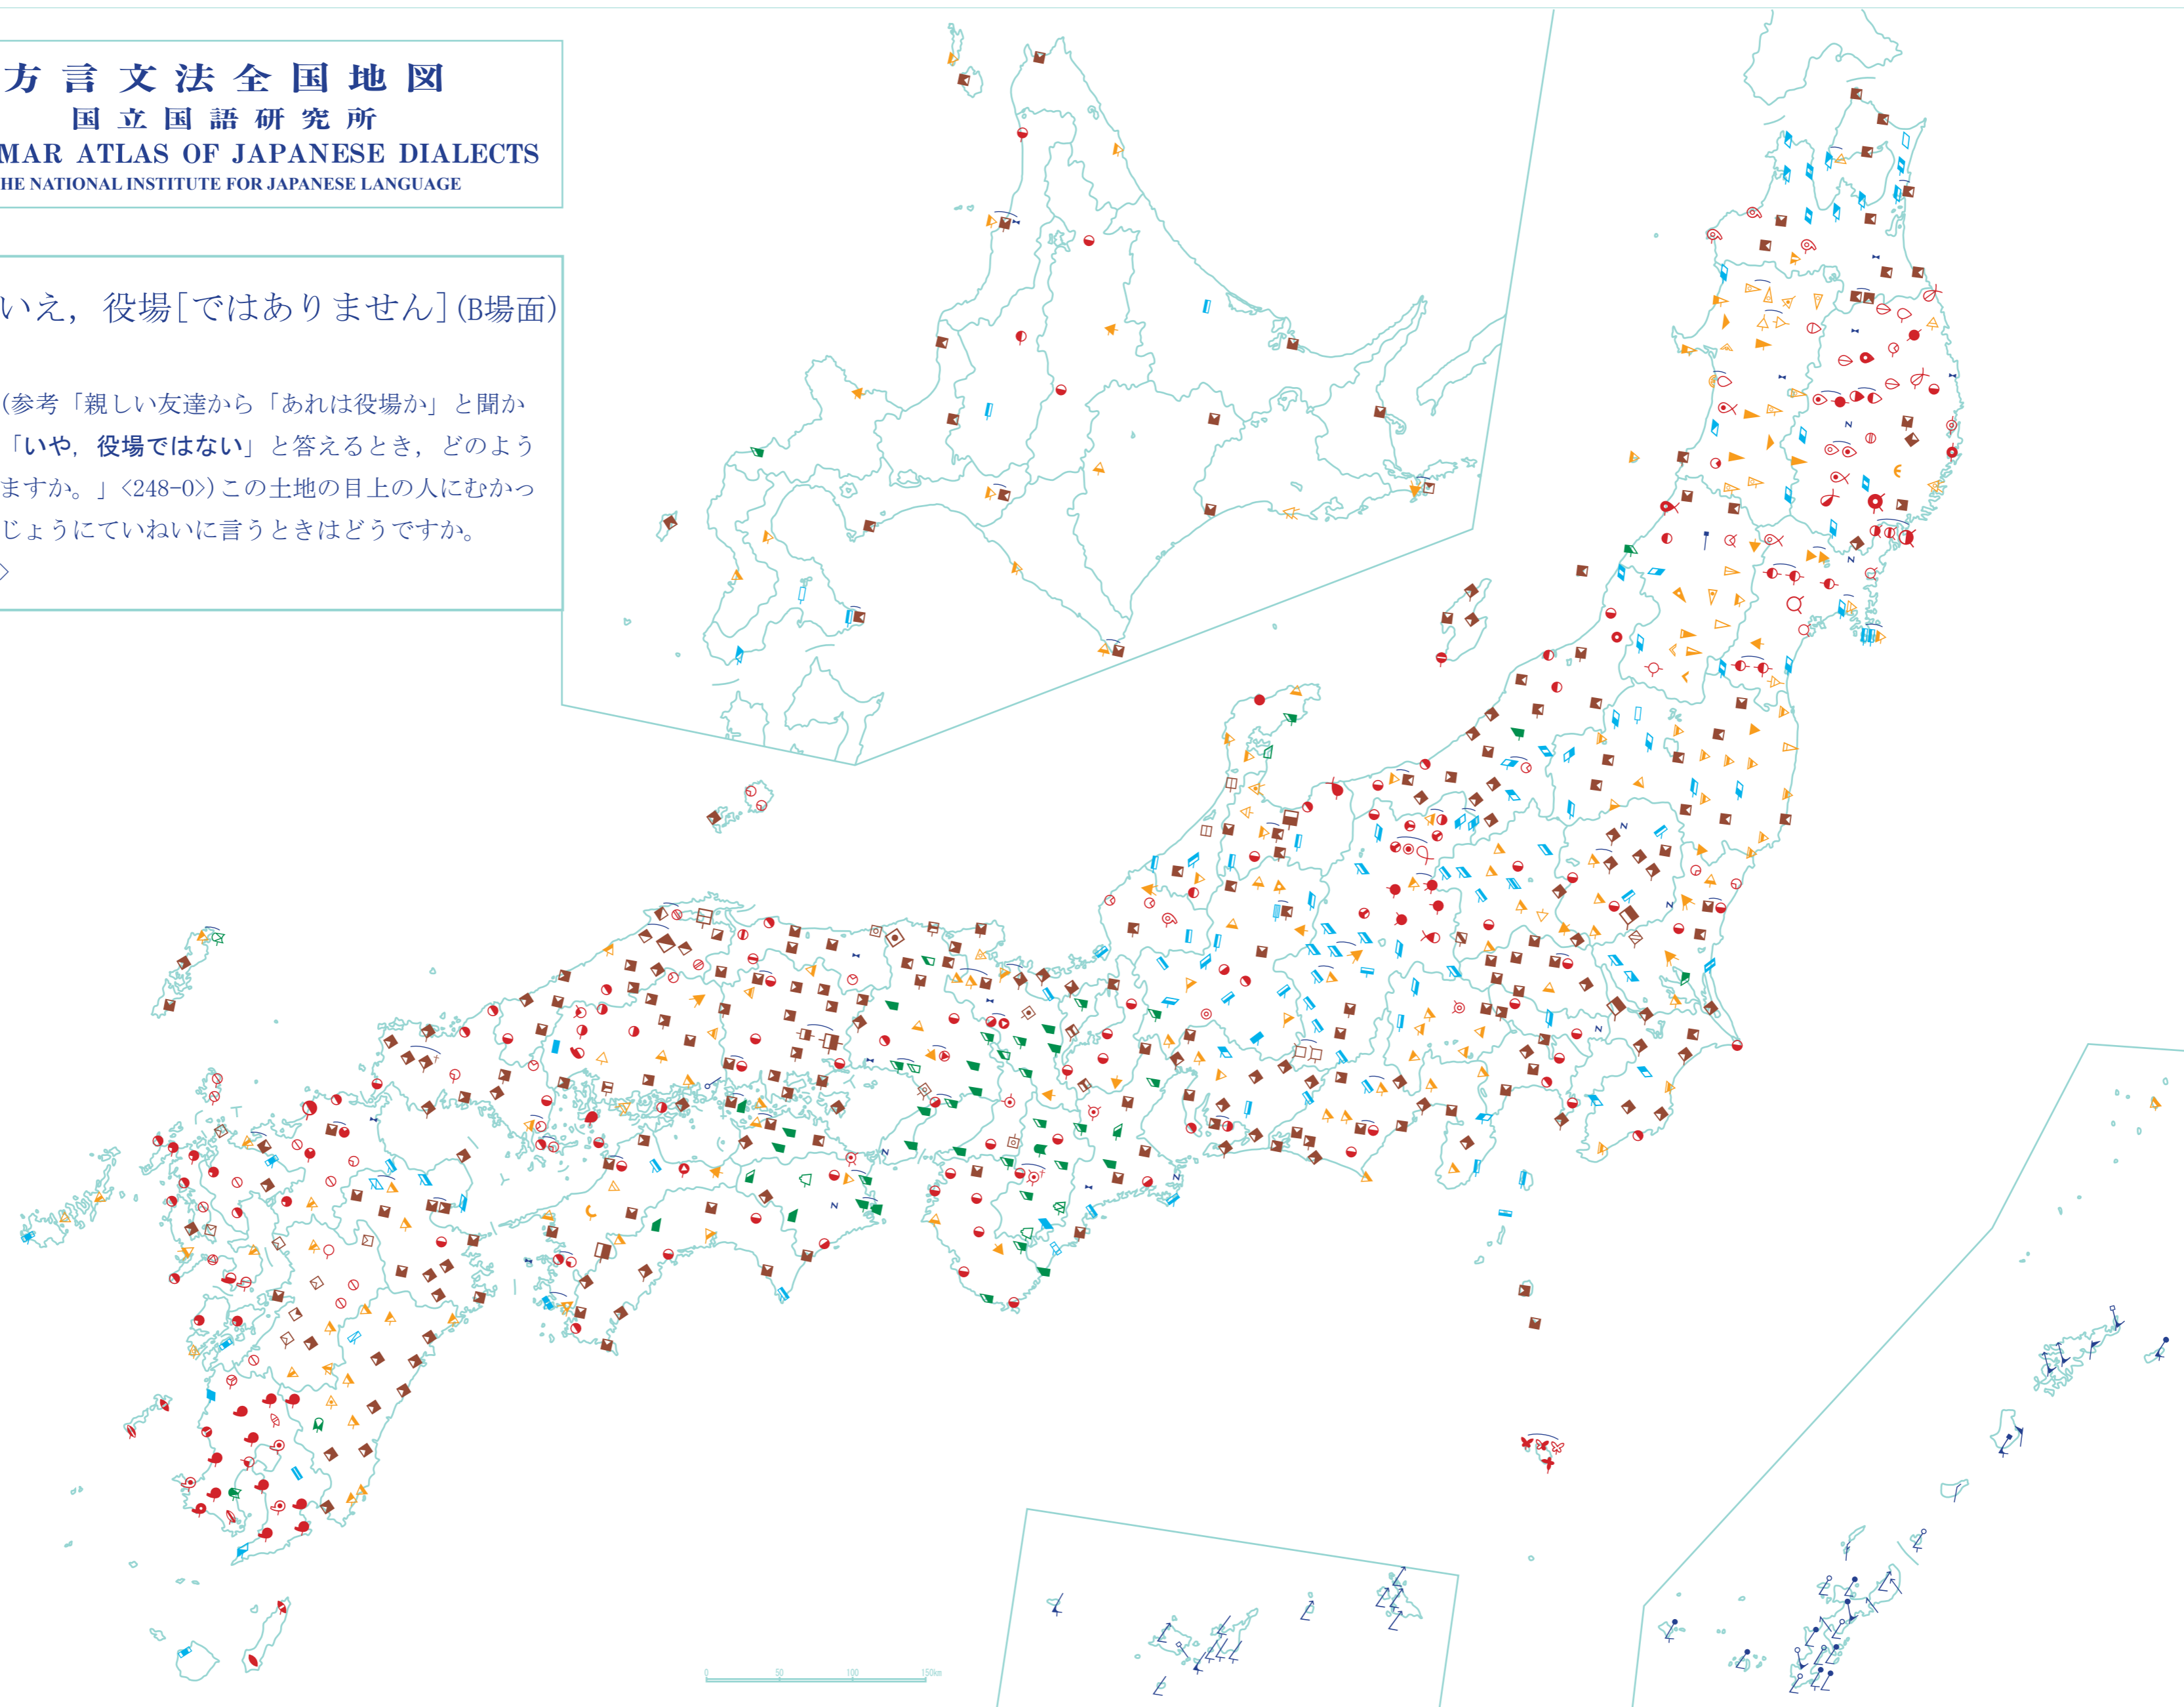 方言文法全国地図
国立国語研究所
MAR ATLAS OF JAPANESE DIALECTS
HE NATIONAL INSTITUTE FOR JAPANESE LANGUAGE
いえ，役場[ではありません](B場面)
(参考「親しい友達から「あれは役場か」と聞か
「いや，役場ではない」と答えるとき，どのよう
ますか。」〈248-0〉)この土地の目上の人にむかっ
じょうにていねいに言うときはどうですか。
〉
0 50 100 150km